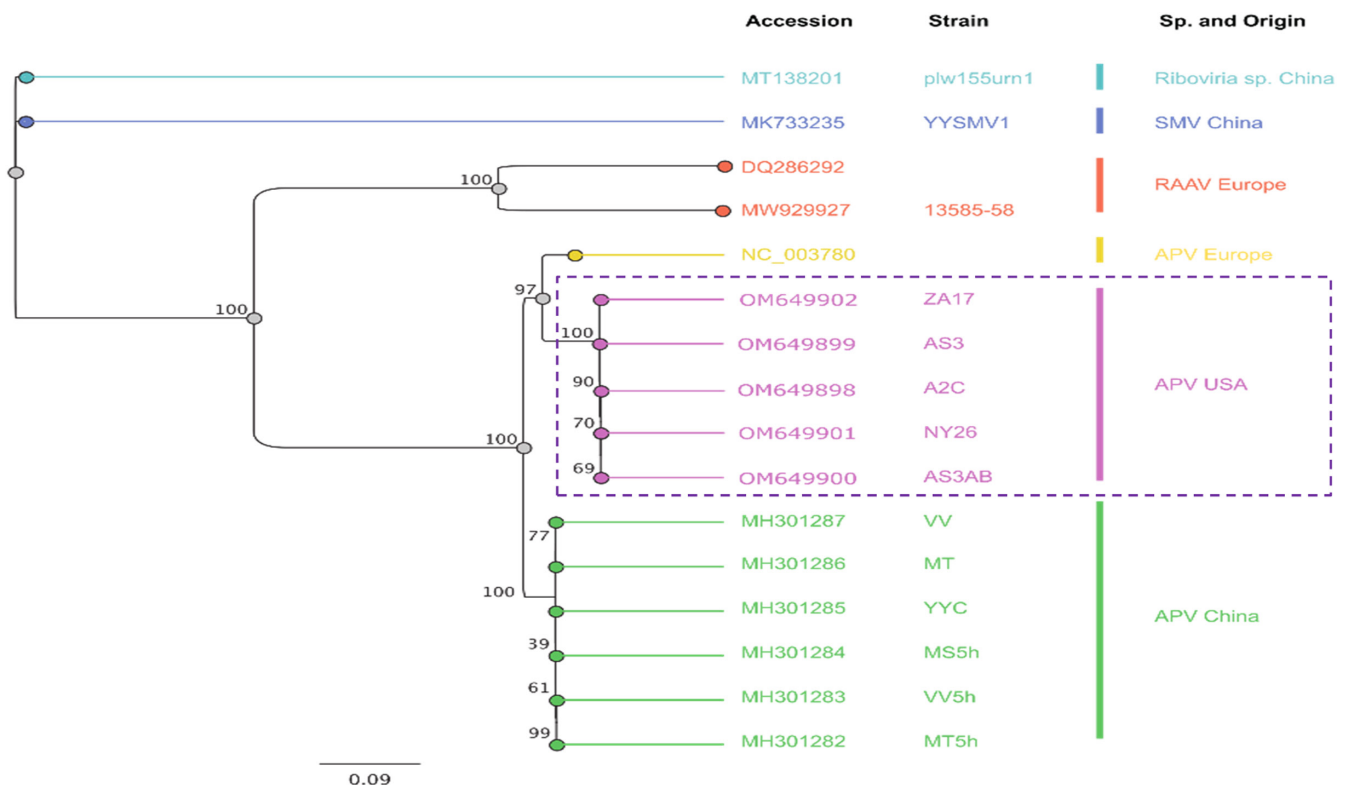 Accession Strain Sp. and Origin
MT138201 plw155urn1 Riboviria sp. China
MK733235 YYSMV1 SMV China
DQ286292
100
RAAV Europe
MW929927 13585-58
NC_003780 APV Europe
97
OM649902 ZA17
100
100
OM649899 AS3
90
OM649898 A2C
APV USA
70
OM649901 NY26
100
69
OM649900 AS3AB
MH301287 VV
77
MH301286 MT
100
MH301285 YYC
APV China
39
MH301284 MS5h
61
MH301283 VV5h
99
MH301282 MT5h
0.09